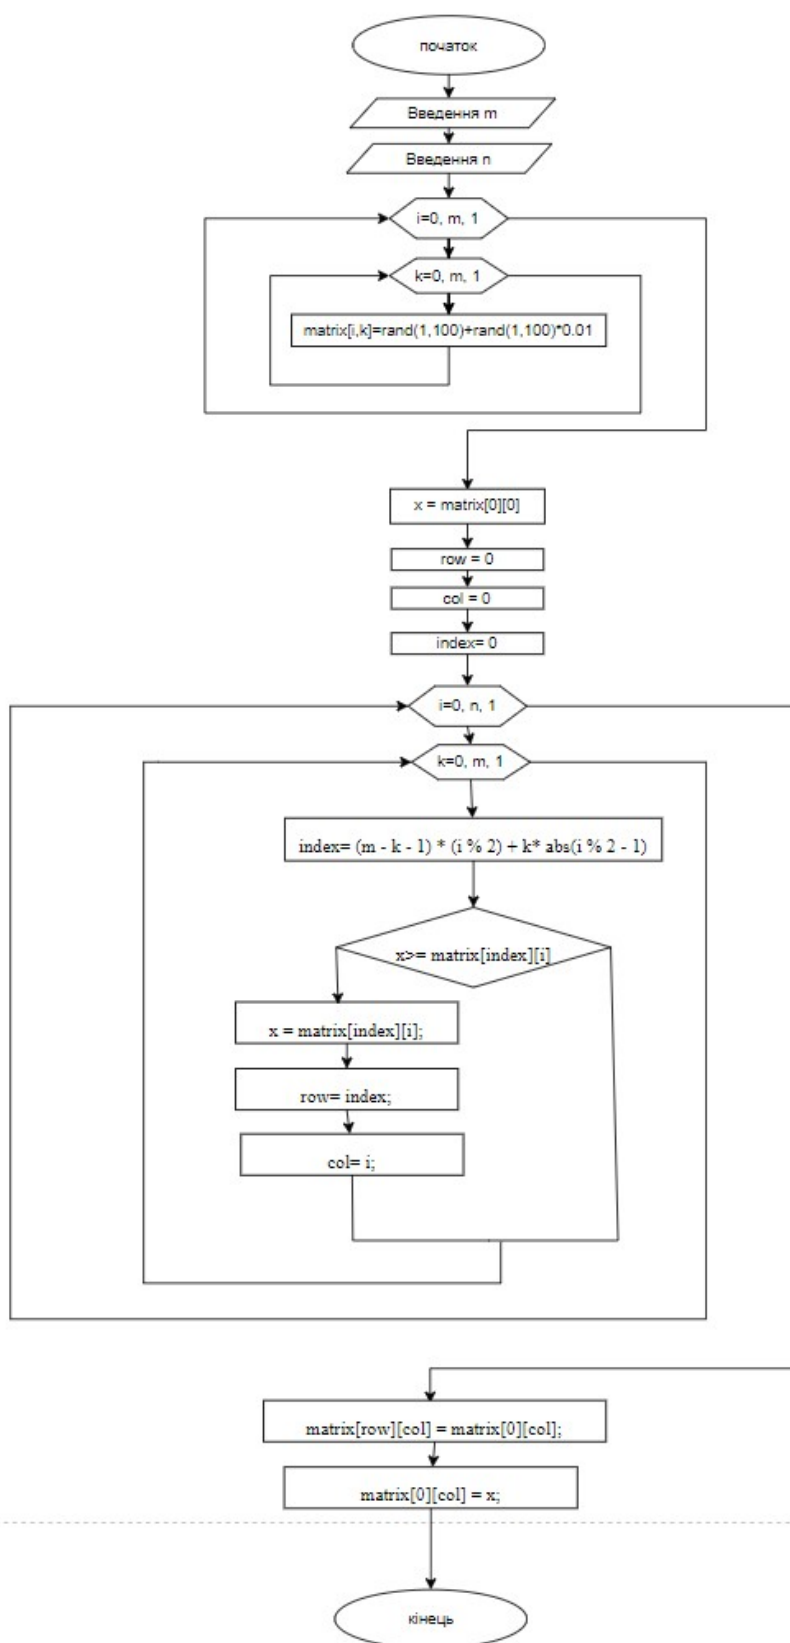 початок
Введення m
Введення n
i=0, m, 1
k=0, m, 1
matrix[i,k]=rand(1,100)+rand(1,100)*0.01
x = matrix[0][0]
row = 0
col = 0
index= 0
i=0, n, 1
k=0, m, 1
index= (m - k - 1) * (i % 2) + k* abs(i % 2 - 1)
x>= matrix[index][i]
x = matrix[index][i];
row= index;
col= i;
matrix[row][col] = matrix[0][col];
matrix[0][col] = x;
кінець